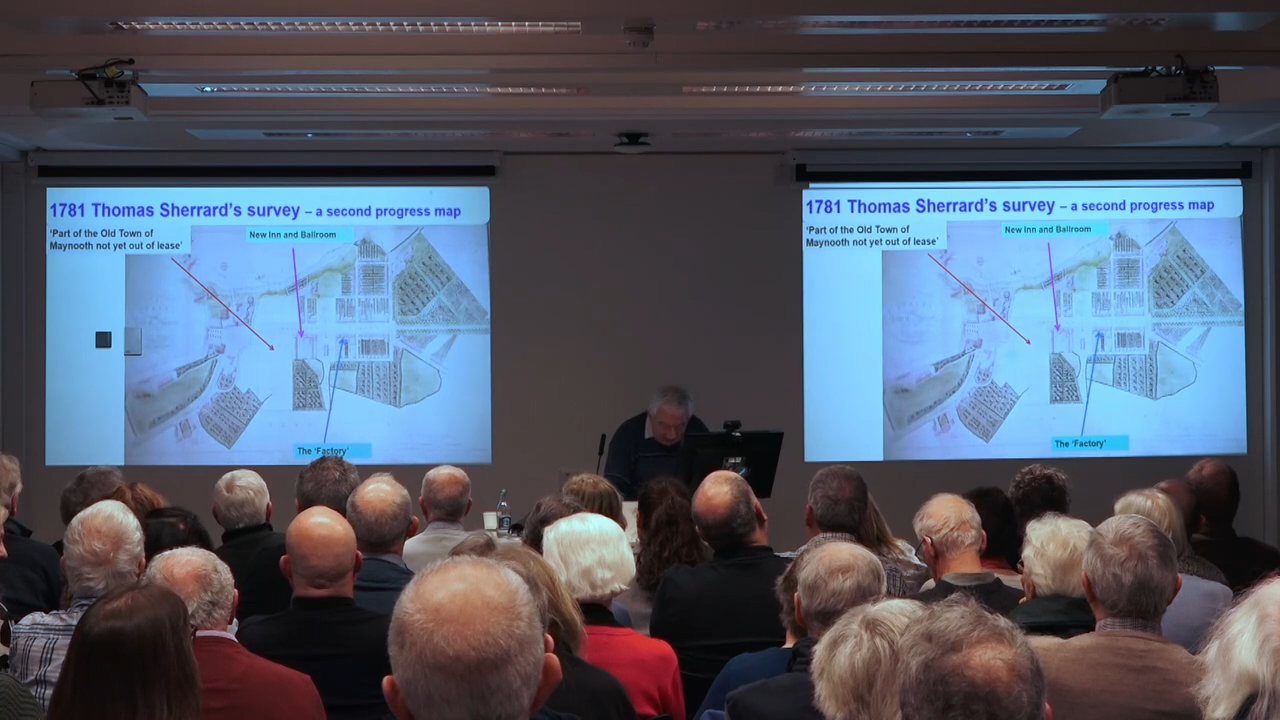 1781 Thomas Sherrard's survey – a second progress map
'Part of the Old Town of
Maynooth not yet out of lease'
New Inn and Ballroom
The 'Factory'
1781 Thomas Sherrard's survey – a second progress map
'Part of the Old Town of
Maynooth not yet out of lease'
New Inn and Ballroom
The 'Factory'